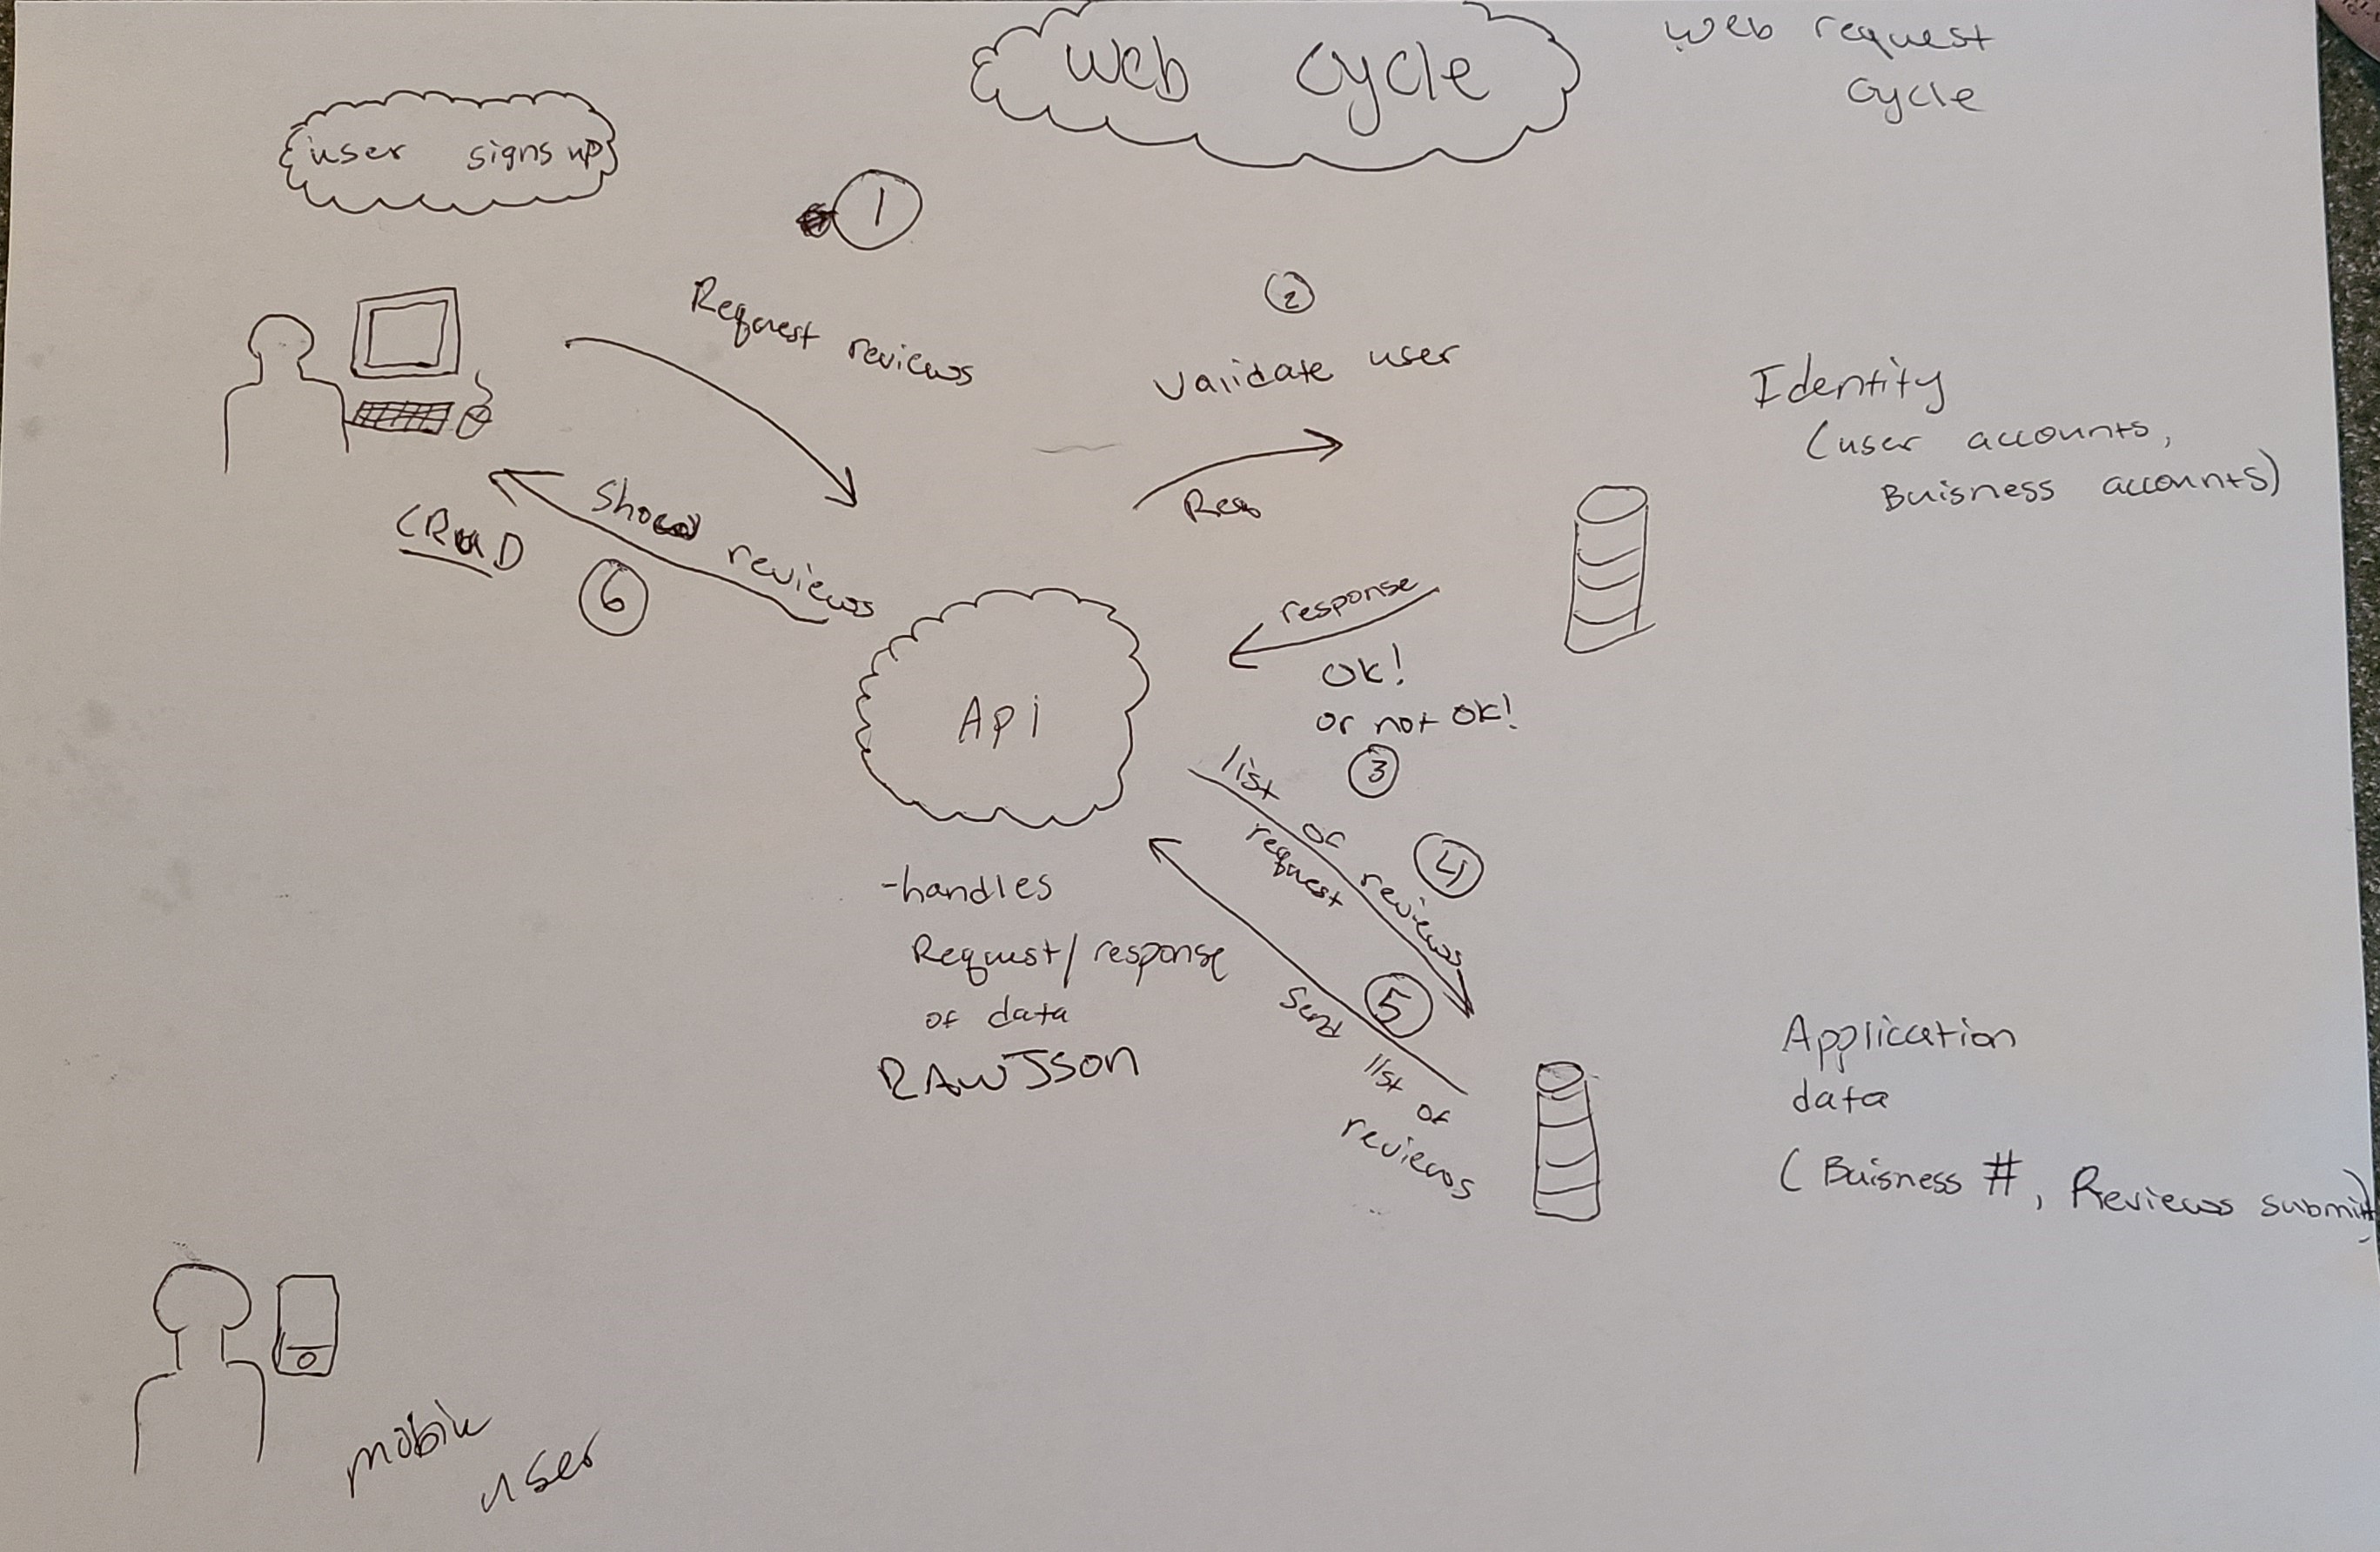 Web Cycle
Web request
Cycle
user signs up
1
Request reviews
2
Validate user
Req
Identity
(user accounts,
Buisness accounts)
Show reviews
CRUD
6
response
OK!
or not OK!
3
Api
list of reviews
request
4
-handles
Request/response
of data
RAW JSON
5
Send list of
reviews
Application
data
(Buisness #, Reviews submit)
mobile
user